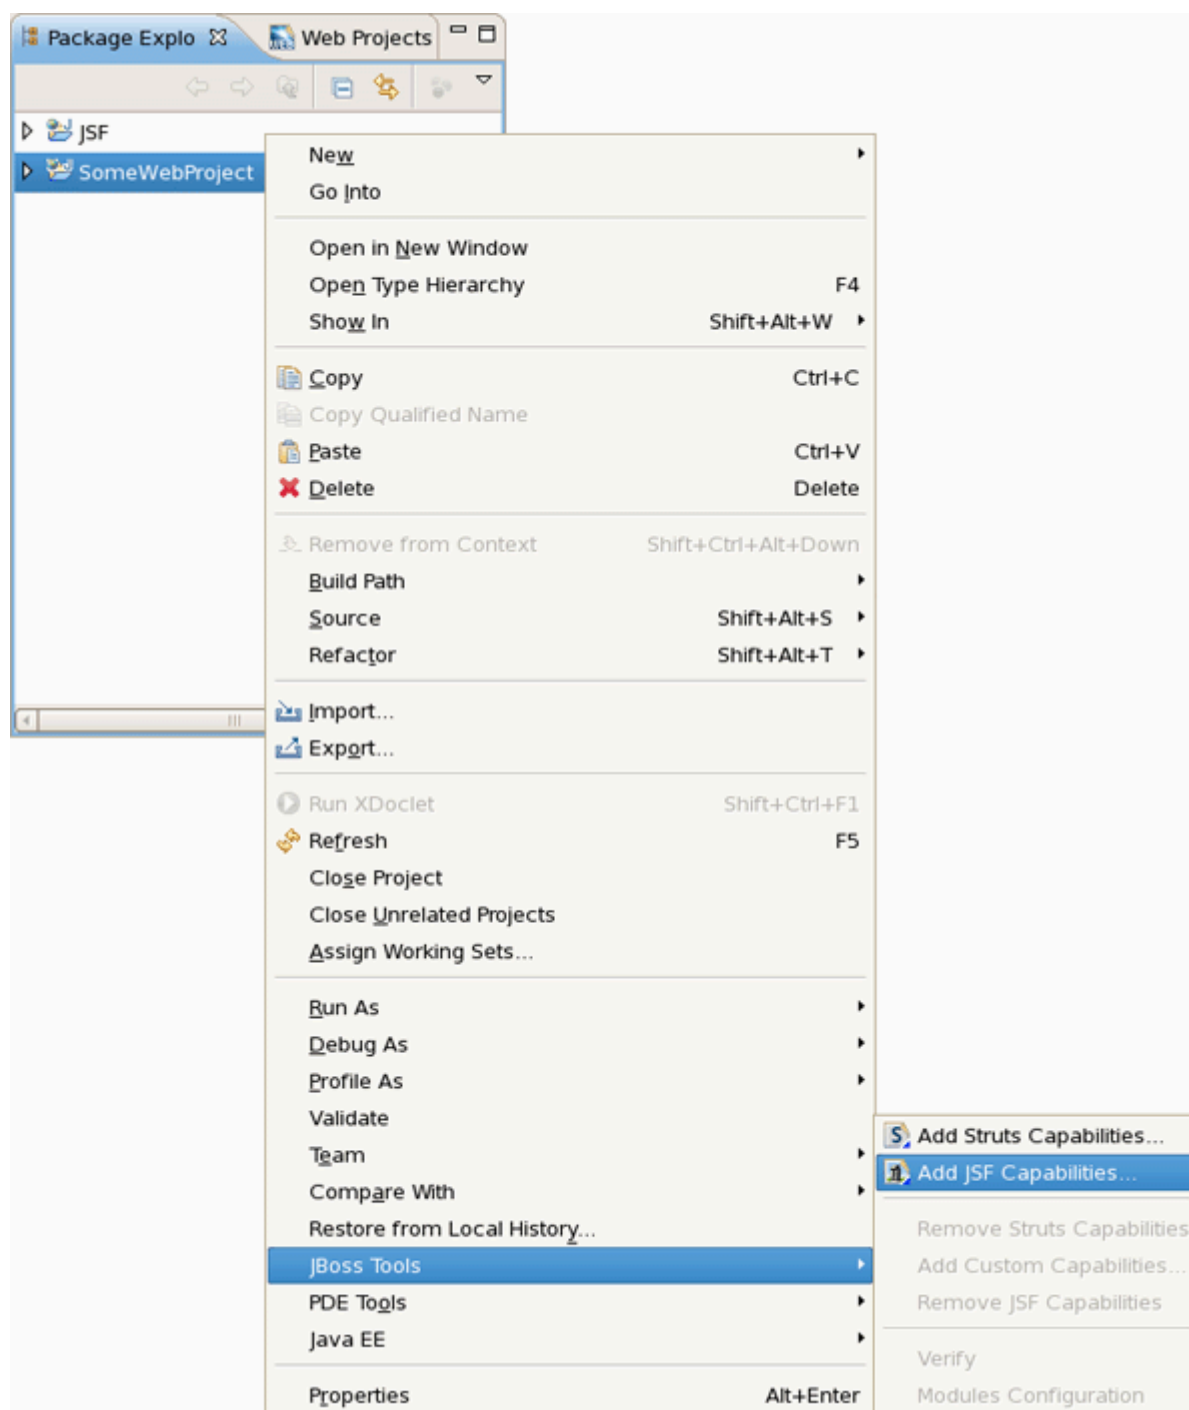 Package Explo
Web Projects
JSF
SomeWebProject
New
Go Into
Open in New Window
Open Type Hierarchy F4
Show In Shift+Alt+W
Copy Ctrl+C
Copy Qualified Name
Paste Ctrl+V
Delete Delete
Remove from Context Shift+Ctrl+Alt+Down
Build Path
Source Shift+Alt+S
Refactor Shift+Alt+T
Import...
Export...
Run XDoclet Shift+Ctrl+F1
Refresh F5
Close Project
Close Unrelated Projects
Assign Working Sets...
Run As
Debug As
Profile As
Validate
Team
Compare With
Restore from Local History...
JBoss Tools
PDE Tools
Java EE
Properties Alt+Enter
Add Struts Capabilities...
Add JSF Capabilities...
Remove Struts Capabilities
Add Custom Capabilities...
Remove JSF Capabilities
Verify
Modules Configuration